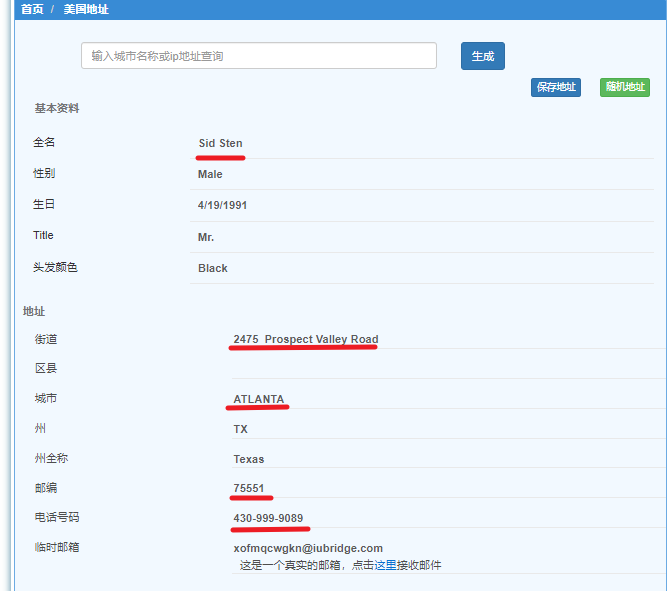 首页 / 美国地址
输入城市名称或ip地址查询 生成
保存地址 随机地址
基本资料
全名 Sid Sten
性别 Male
生日 4/19/1991
Title Mr.
头发颜色 Black
地址
街道 2475 Prospect Valley Road
区县
城市 ATLANTA
州 TX
州全称 Texas
邮编 75551
电话号码 430-999-9089
临时邮箱 xofmqcwgkn@iubridge.com
这是一个真实的邮箱，点击这里接收邮件